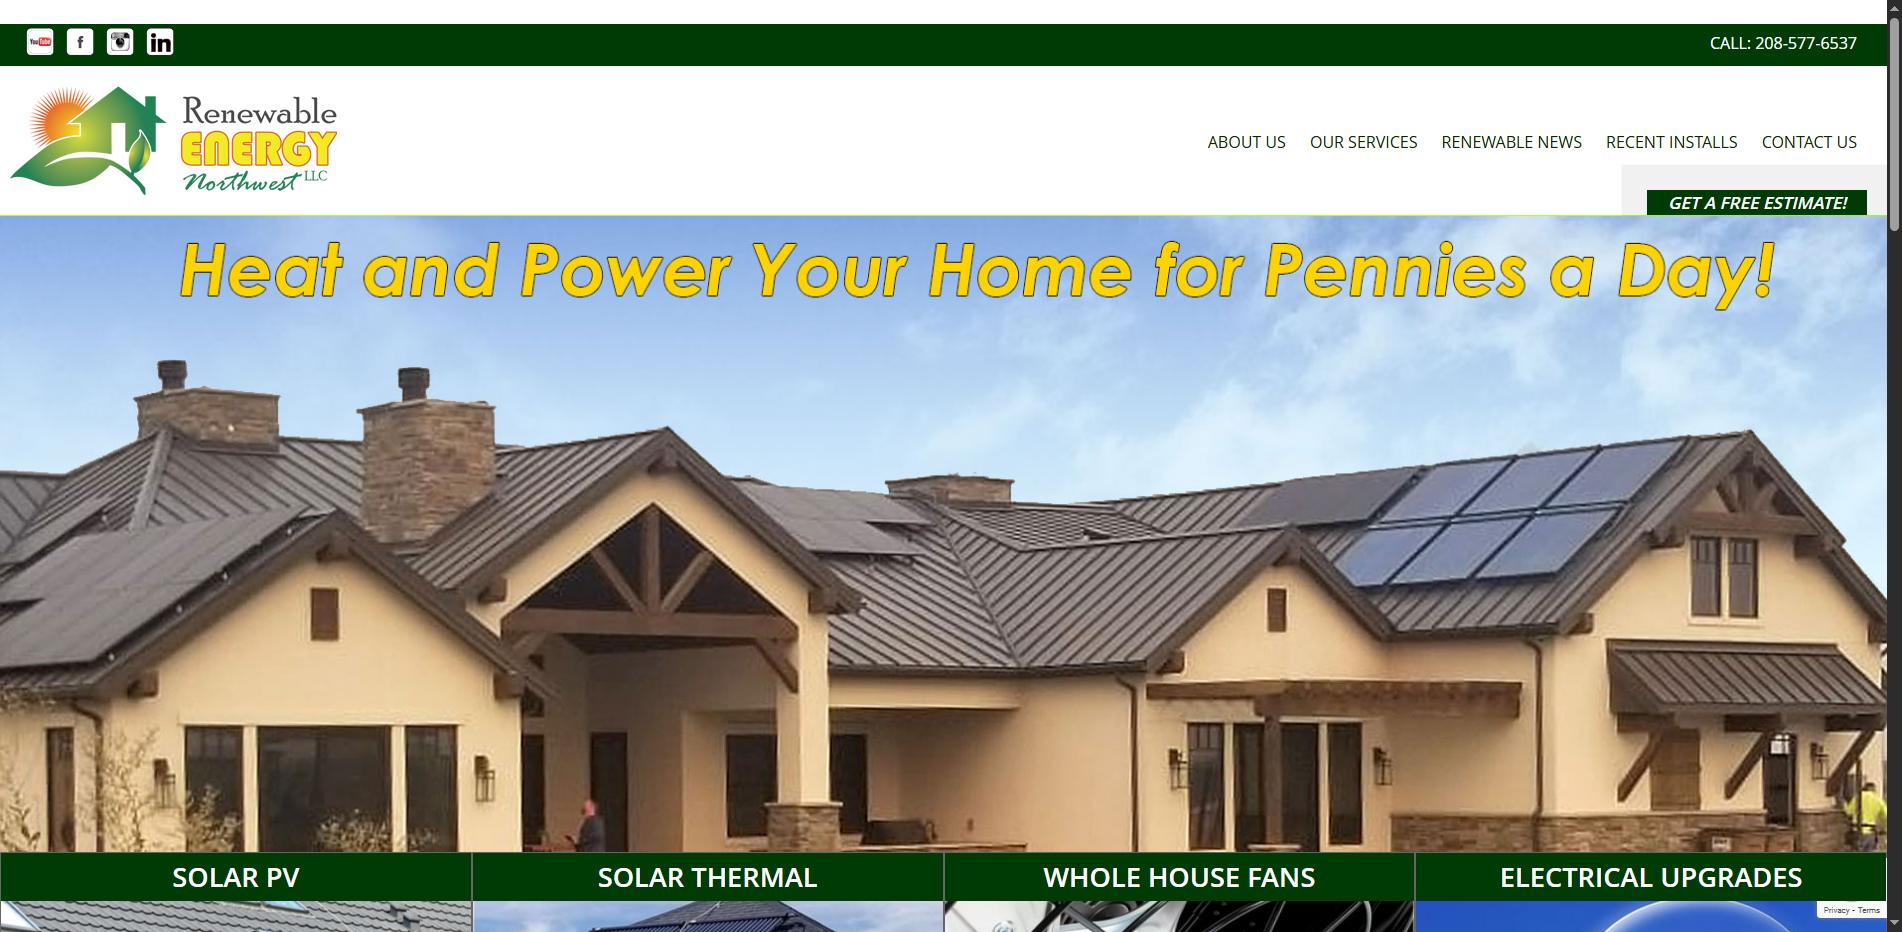 You Tube
f
in
CALL: 208-577-6537
Renewable
ENERGY
Northwest LLC
ABOUT US
OUR SERVICES
RENEWABLE NEWS
RECENT INSTALLS
CONTACT US
GET A FREE ESTIMATE!
Heat and Power Your Home for Pennies a Day!
SOLAR PV
SOLAR THERMAL
WHOLE HOUSE FANS
ELECTRICAL UPGRADES
Privacy - Terms